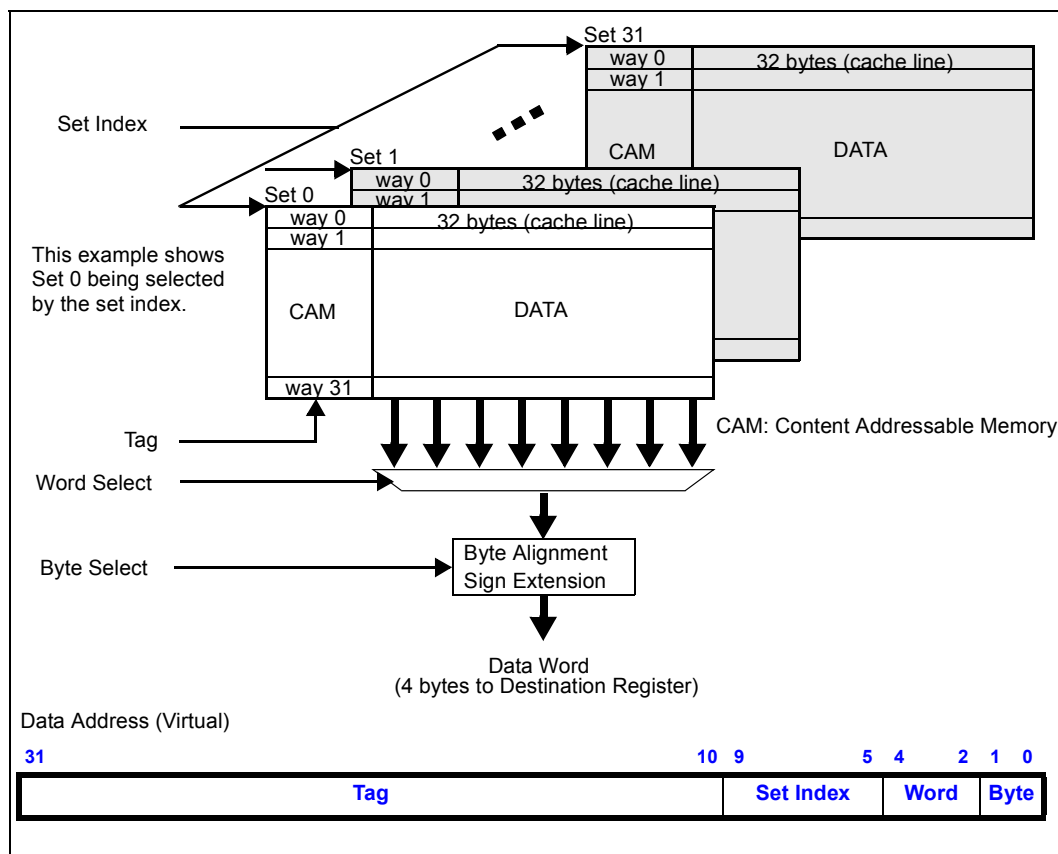 Set 31
way 0
32 bytes (cache line)
way 1
CAM
DATA
Set Index
Set 1
way 0
32 bytes (cache line)
way 1
Set 0
way 0
32 bytes (cache line)
way 1
This example shows
Set 0 being selected
by the set index.
CAM
DATA
way 31
CAM: Content Addressable Memory
Tag
Word Select
Byte Select
Byte Alignment
Sign Extension
Data Word
(4 bytes to Destination Register)
Data Address (Virtual)
31 10 9 5 4 2 1 0
Tag Set Index Word Byte